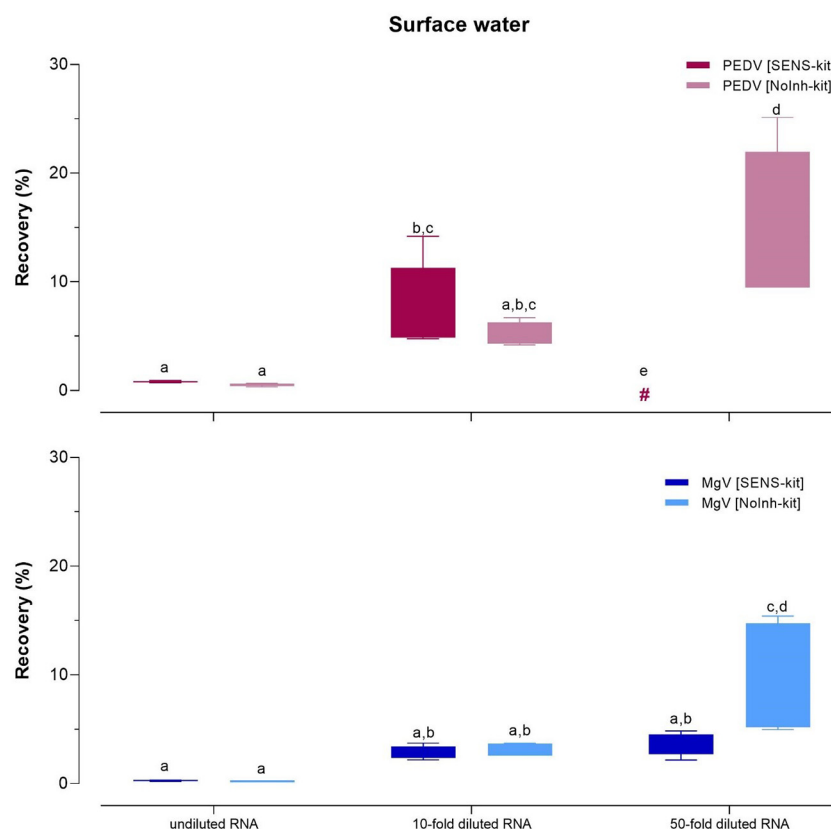 Surface water
30
20
10
0
Recovery (%)
PEDV [SENS-kit
PEDV [NoInh-kit]
a
a
b,c
a,b,c
e
#
d
30
20
10
0
Recovery (%)
MgV [SENS-kit]
MgV [NoInh-kit]
a
a
a,b
a,b
a,b
c,d
undiluted RNA
10-fold diluted RNA
50-fold diluted RNA